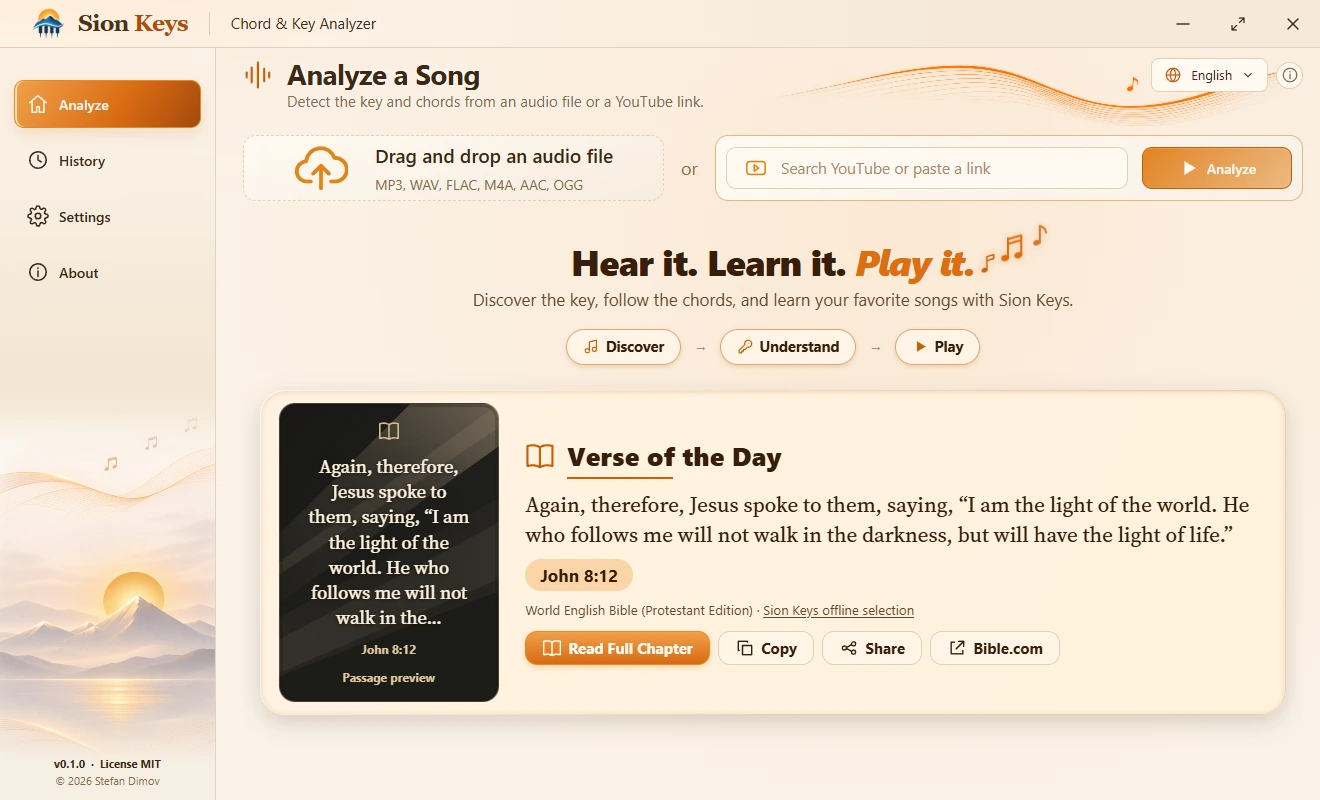 Sion Keys
Chord & Key Analyzer
Analyze
History
Settings
About
v0.1.0 · License MIT
© 2026 Stefan Dimov
Analyze a Song
Detect the key and chords from an audio file or a YouTube link.
English
Drag and drop an audio file
MP3, WAV, FLAC, M4A, AAC, OGG
or
Search YouTube or paste a link
Analyze
Hear it. Learn it. Play it.
Discover the key, follow the chords, and learn your favorite songs with Sion Keys.
Discover → Understand → Play
Again, therefore,
Jesus spoke to
them, saying, “I am
the light of the
world. He who
follows me will not
walk in the...
John 8:12
Passage preview
Verse of the Day
Again, therefore, Jesus spoke to them, saying, “I am the light of the world. He
who follows me will not walk in the darkness, but will have the light of life.”
John 8:12
World English Bible (Protestant Edition) · Sion Keys offline selection
Read Full Chapter
Copy
Share
Bible.com